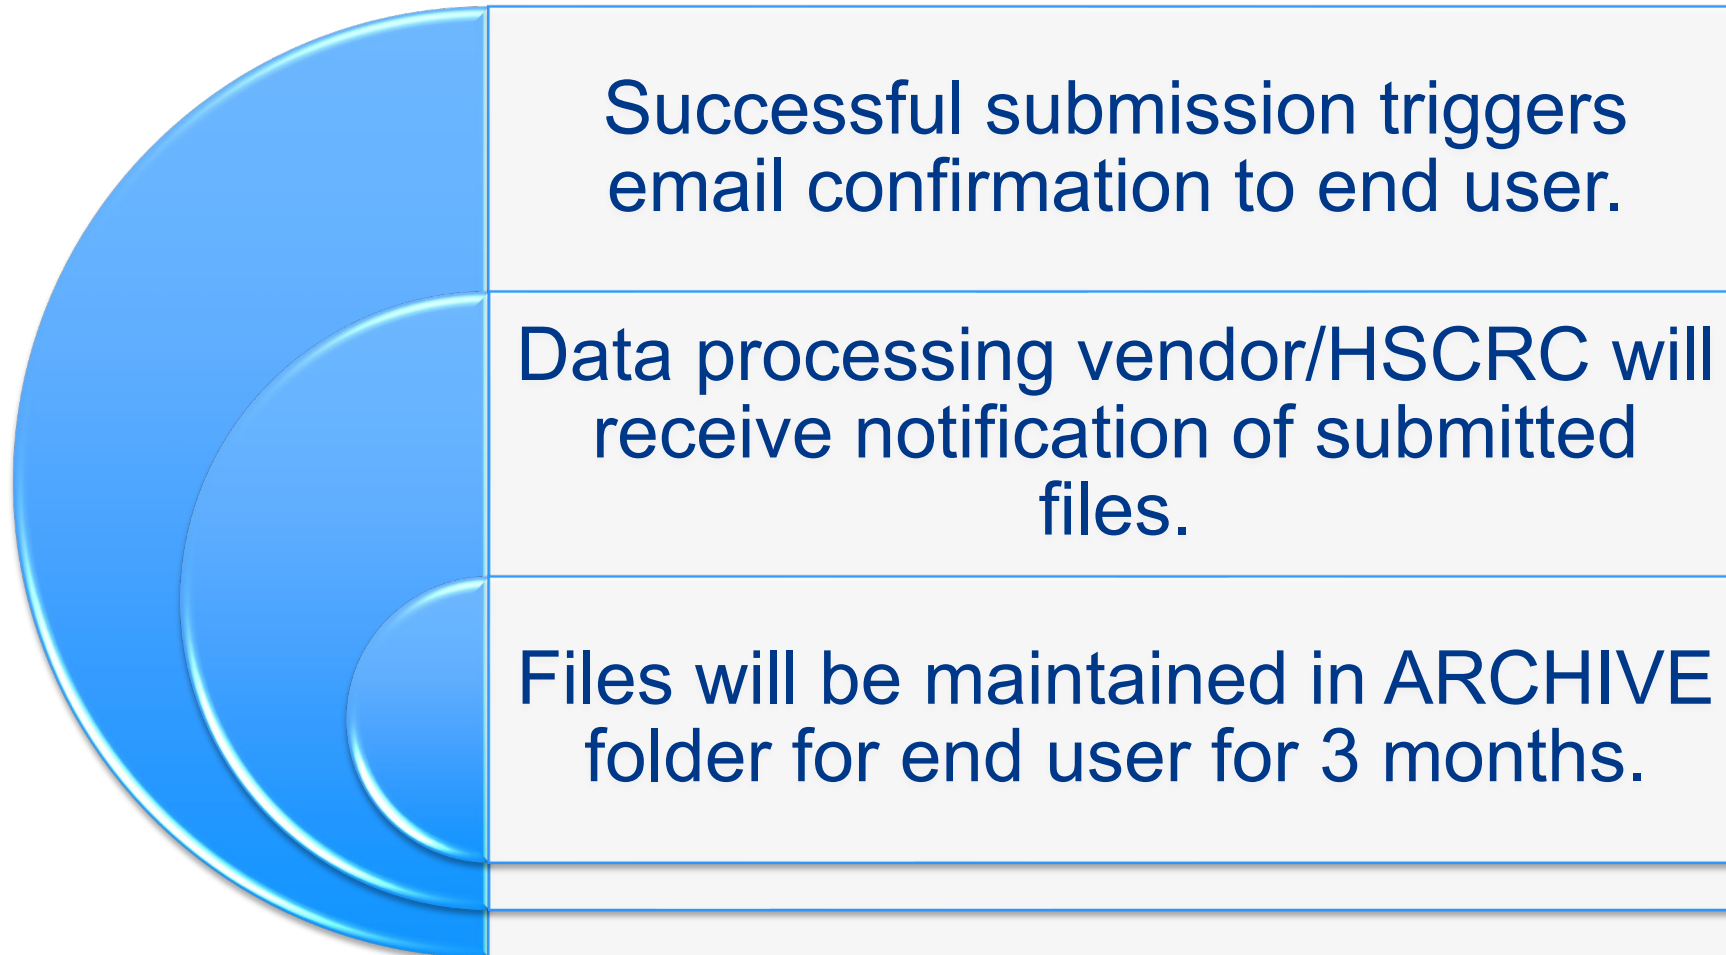 Successful submission triggers
email confirmation to end user.
Data processing vendor/HSCRC will
receive notification of submitted
files.
Files will be maintained in ARCHIVE
folder for end user for 3 months.